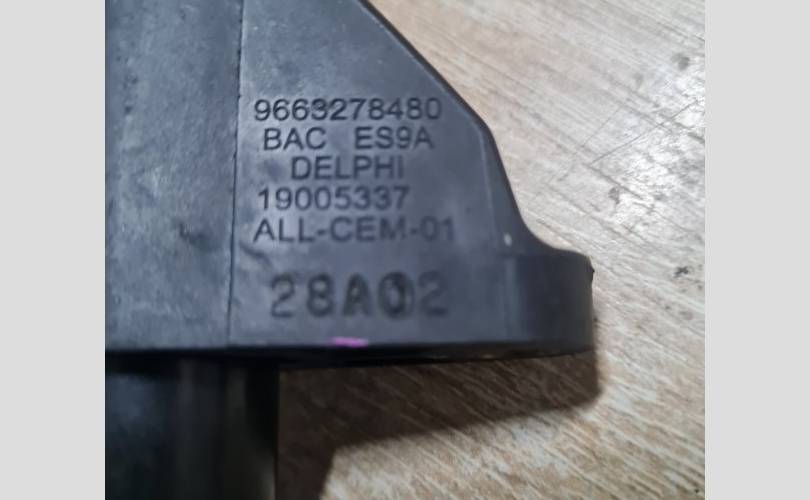 9663278480
BAC ES9A
DELPHI
19005337
ALL-CEM-01
28A02